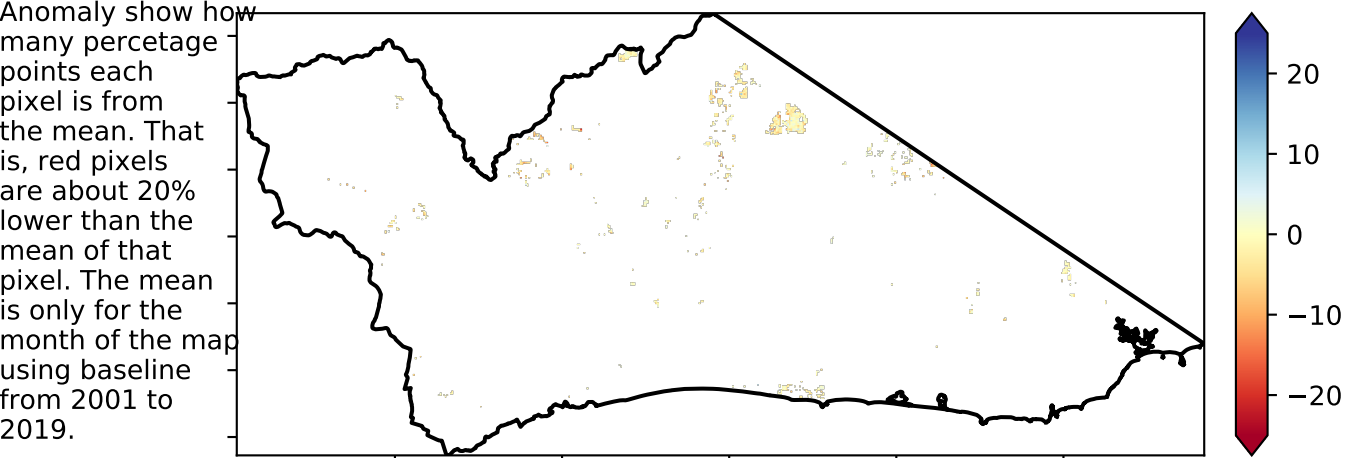 Anomaly show how
many percetage
points each
pixel is from
the mean. That
is, red pixels
are about 20%
lower than the
mean of that
pixel. The mean
is only for the
month of the map
using baseline
from 2001 to
2019.
20
10
0
−10
−20